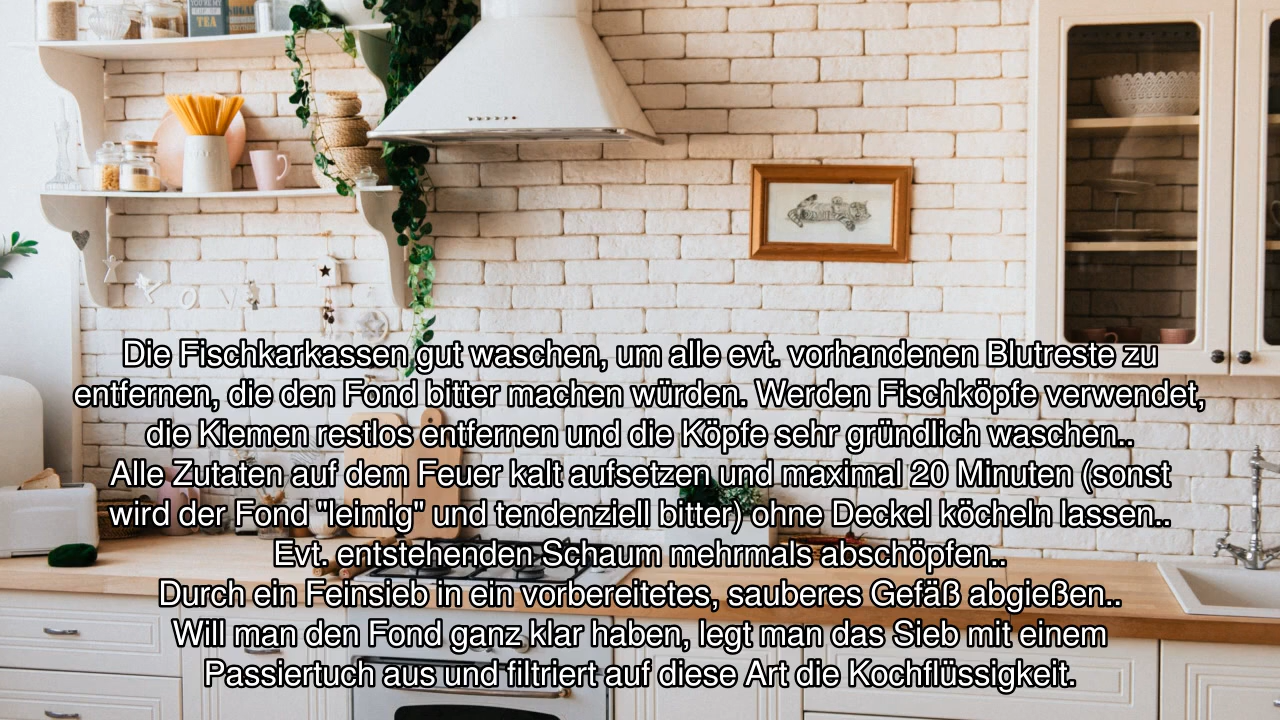 Die Fischkarkassen gut waschen, um alle evt. vorhandenen Blutreste zu
entfernen, die den Fond bitter machen würden. Werden Fischköpfe verwendet,
die Kiemen restlos entfernen und die Köpfe sehr gründlich waschen..
Alle Zutaten auf dem Feuer kalt aufsetzen und maximal 20 Minuten (sonst
wird der Fond "leimig" und tendenziell bitter) ohne Deckel köcheln lassen..
Evt. entstehenden Schaum mehrmals abschöpfen..
Durch ein Feinsieb in ein vorbereitetes, sauberes Gefäß abgießen..
Will man den Fond ganz klar haben, legt man das Sieb mit einem
Passiertuch aus und filtriert auf diese Art die Kochflüssigkeit.